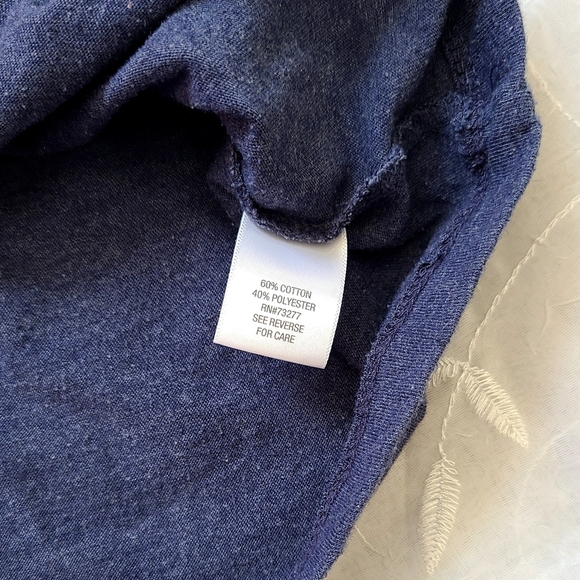 60% COTTON
40% POLYESTER
RN#73277
SEE REVERSE
FOR CARE